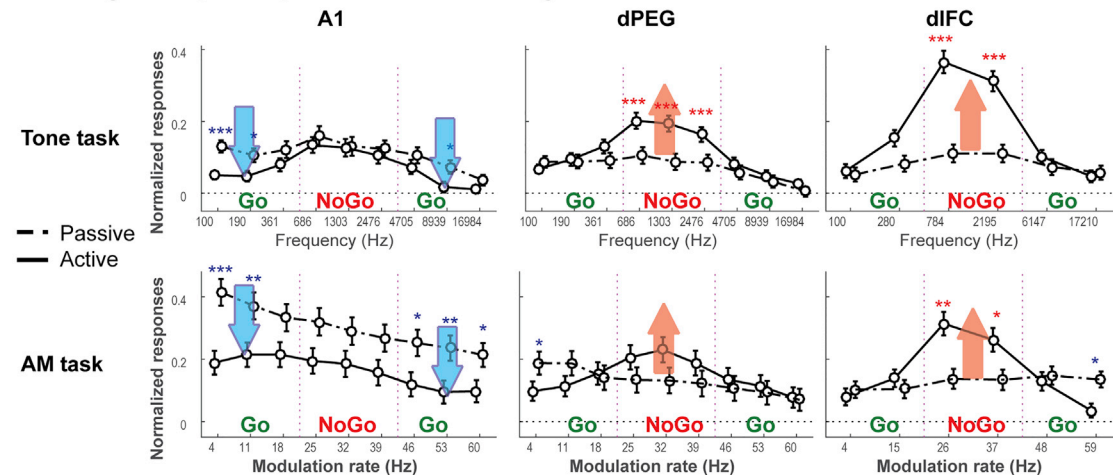 A1 dPEG dlFC
Tone task
Normalized responses
0.4
0.2
0
*** * *
Go NoGo Go
100 190 361 686 1303 2476 4705 8939 16984
Frequency (Hz)
*** *** ***
Go NoGo Go
100 190 361 686 1303 2476 4705 8939 16984
Frequency (Hz)
*** ***
Go NoGo Go
100 280 784 2195 6147 17210
Frequency (Hz)
Passive
Active
AM task
Normalized responses
0.4
0.2
0
*** ** * ** *
Go NoGo Go
4 11 18 25 32 39 46 53 60
Modulation rate (Hz)
*
Go NoGo Go
4 11 18 25 32 39 46 53 60
Modulation rate (Hz)
** * *
Go NoGo Go
4 15 26 37 48 59
Modulation rate (Hz)